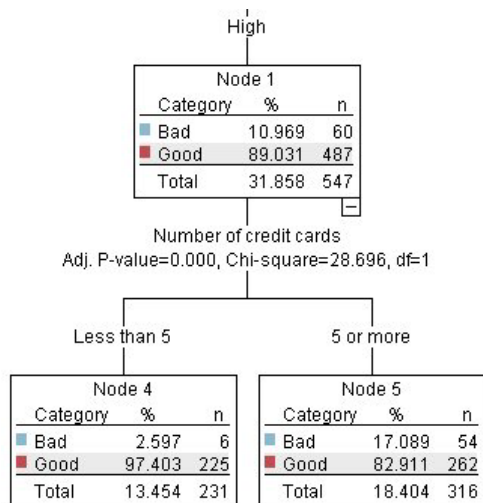 High
Node 1
Category % n
Bad 10.969 60
Good 89.031 487
Total 31.858 547
Number of credit cards
Adj. P-value=0.000, Chi-square=28.696, df=1
Less than 5
5 or more
Node 4
Category % n
Bad 2.597 6
Good 97.403 225
Total 13.454 231
Node 5
Category % n
Bad 17.089 54
Good 82.911 262
Total 18.404 316